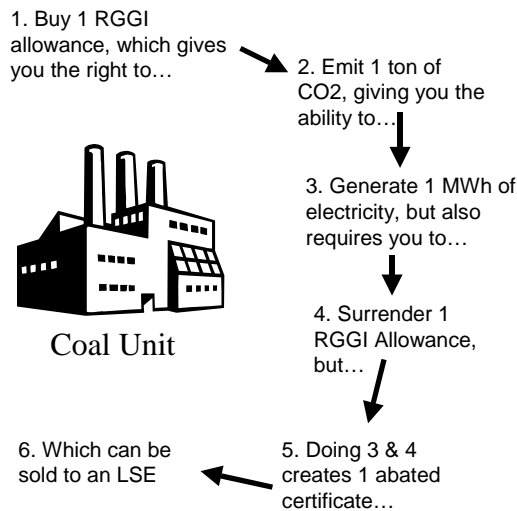 1. Buy 1 RGGI
allowance, which gives
you the right to…
2. Emit 1 ton of
CO2, giving you the
ability to…
3. Generate 1 MWh of
electricity, but also
requires you to…
4. Surrender 1
RGGI Allowance,
but…
5. Doing 3 & 4
creates 1 abated
certificate…
6. Which can be
sold to an LSE
Coal Unit